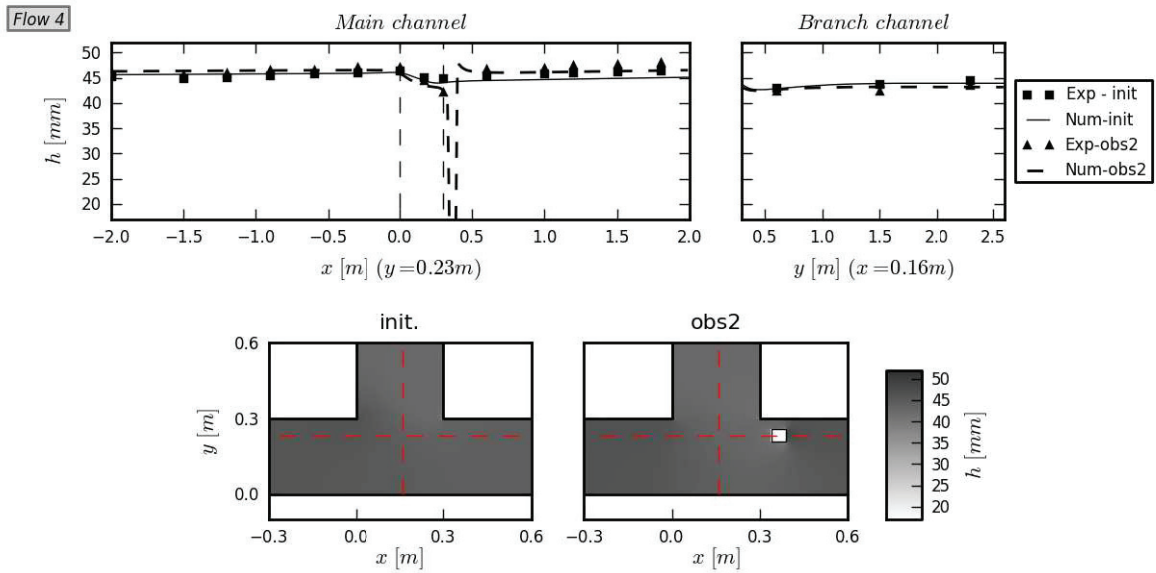 Flow 4
Main channel
Branch channel
50
45
40
35
30
25
20
h [mm]
−2.0 −1.5 −1.0 −0.5 0.0 0.5 1.0 1.5 2.0
x [m] (y=0.23m)
0.5 1.0 1.5 2.0 2.5
y [m] (x=0.16m)
Exp - init
Num-init
Exp-obs2
Num-obs2
init.
obs2
0.6
0.3
0.0
y [m]
−0.3 0.0 0.3 0.6
x [m]
−0.3 0.0 0.3 0.6
x [m]
50
45
40
35
30
25
20
h [mm]